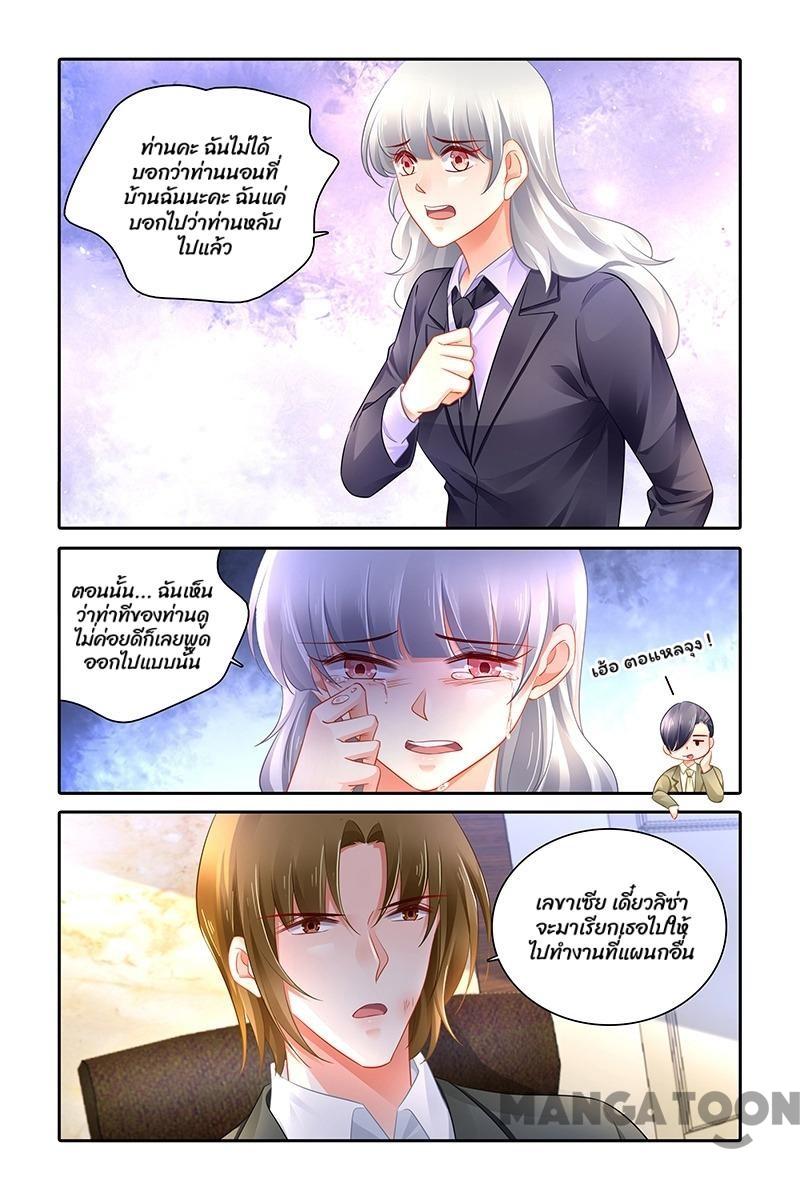 ท่านคะ ฉันไม่ได้
บอกว่าท่านนอนที่
บ้านฉันนะคะ ฉันแค่
บอกไปว่าท่านหลับ
ไปแล้ว
ตอนนั้น... ฉันเห็น
ว่าท่าทีของท่านดู
ไม่ค่อยดีก็เลยพูด
ออกไปแบบนั้น
เฮ้อ ตอแหลจุง !
เลขาเซีย เดี๋ยวลิซ่า
จะมาเรียกเธอไปให้
ไปทำงานที่แผนกอื่น
MANGATOON